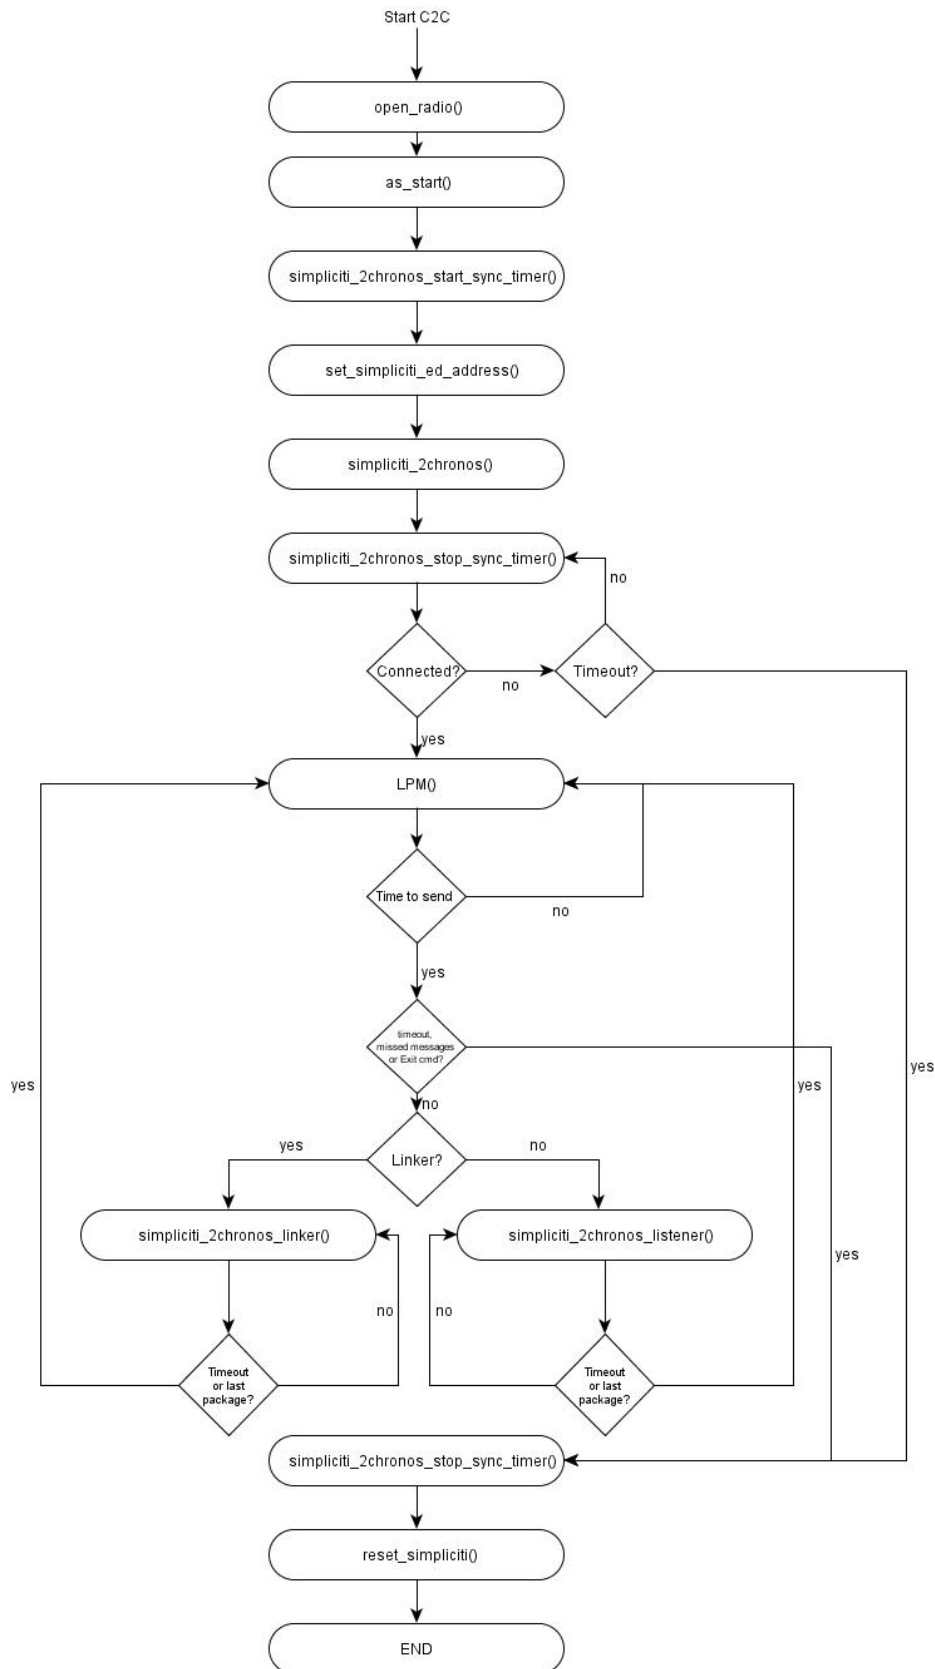 Start C2C
open_radio()
as_start()
simpliciti_2chronos_start_sync_timer()
set_simpliciti_ed_address()
simpliciti_2chronos()
simpliciti_2chronos_stop_sync_timer()
no
Connected?
Timeout?
no
yes
LPM()
Time to send
no
yes
timeout,
missed messages
or Exit cmd?
yes
yes
yes
no
yes
no
Linker?
simpliciti_2chronos_linker()
simpliciti_2chronos_listener()
yes
no
no
Timeout
or last
package?
Timeout
or last
package?
simpliciti_2chronos_stop_sync_timer()
reset_simpliciti()
END